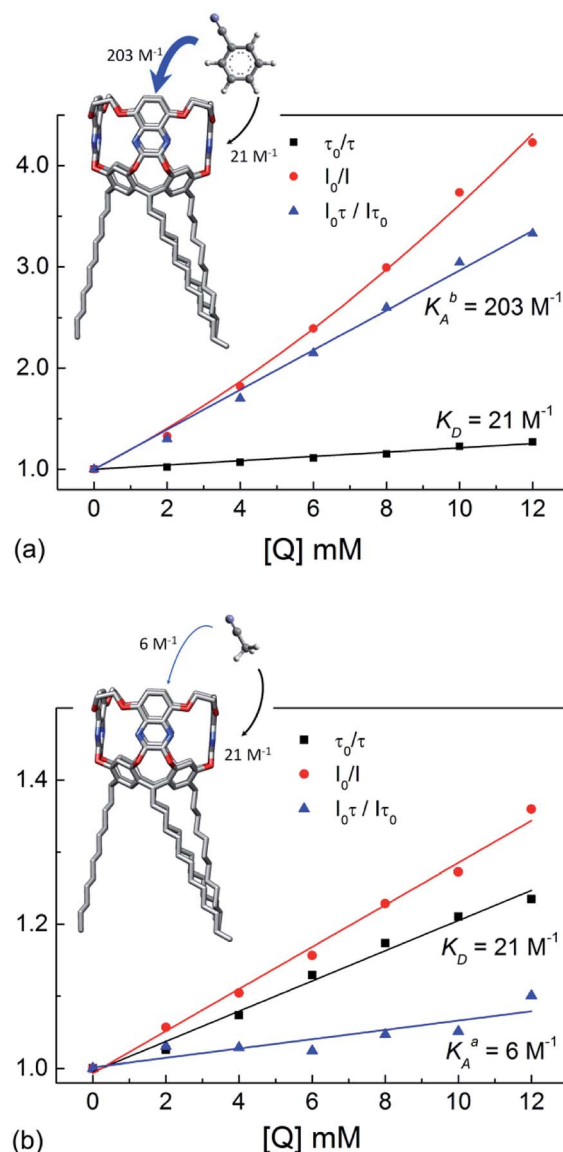 203 M⁻¹
21 M⁻¹
4.0
3.0
2.0
1.0
τ₀/τ
I₀/I
I₀τ / Iτ₀
K_A^b = 203 M⁻¹
K_D = 21 M⁻¹
0 2 4 6 8 10 12
[Q] mM
(a)
6 M⁻¹
21 M⁻¹
1.4
1.2
1.0
τ₀/τ
I₀/I
I₀τ / Iτ₀
K_D = 21 M⁻¹
K_A^a = 6 M⁻¹
0 2 4 6 8 10 12
[Q] mM
(b)